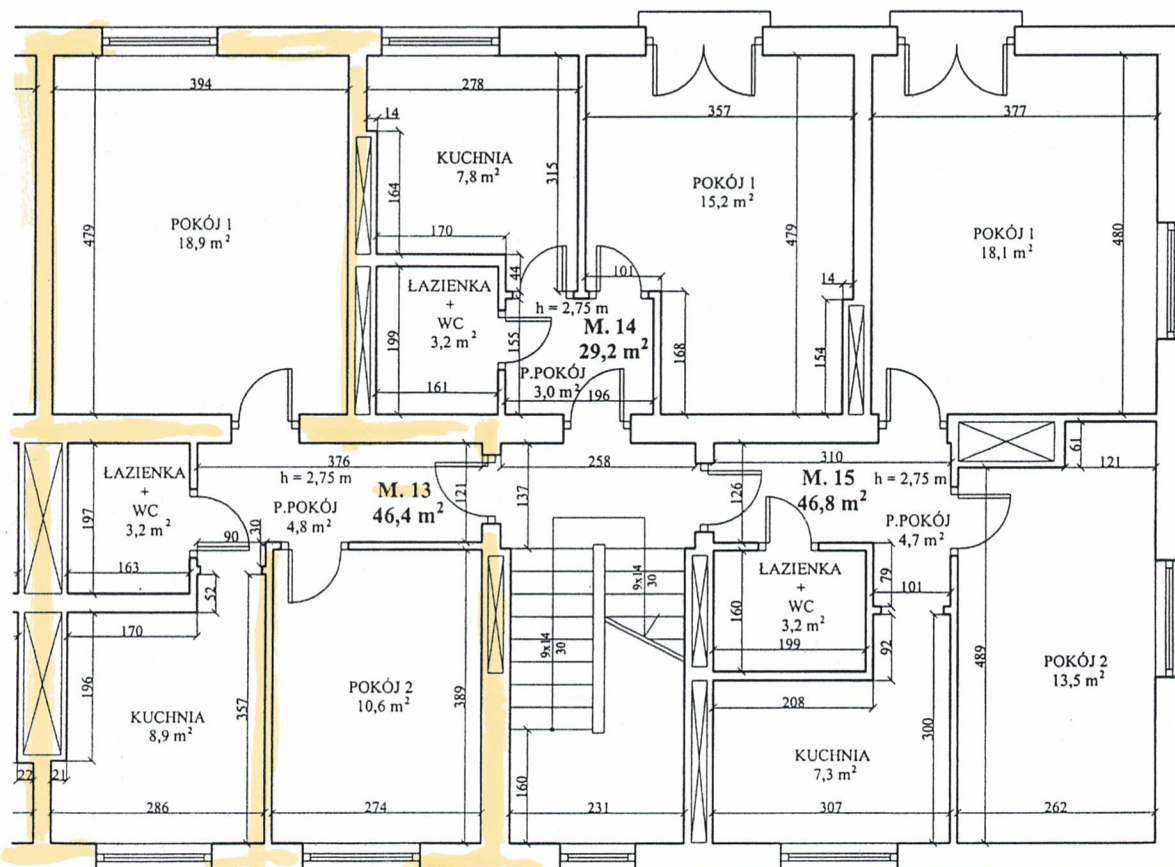 394
278
14
357
377
KUCHNIA
7,8 m²
315
164
POKÓJ 1
15,2 m²
POKÓJ 1
18,9 m²
479
170
479
POKÓJ 1
18,1 m²
480
44
101
14
ŁAZIENKA
+
WC
3,2 m²
199
155
h = 2,75 m
M. 14
29,2 m²
168
154
P.POKÓJ
3,0 m²
161
196
61
121
376
h = 2,75 m
121
258
137
310
126
M. 15
46,8 m²
h = 2,75 m
ŁAZIENKA
+
WC
3,2 m²
197
M. 13
46,4 m²
P.POKÓJ
4,8 m²
90
30
P.POKÓJ
4,7 m²
163
52
9x14
30
ŁAZIENKA
+
WC
3,2 m²
160
79
101
199
170
9x14
30
92
196
357
389
489
POKÓJ 2
10,6 m²
POKÓJ 2
13,5 m²
KUCHNIA
8,9 m²
208
300
KUCHNIA
7,3 m²
22
21
160
286
274
231
307
262